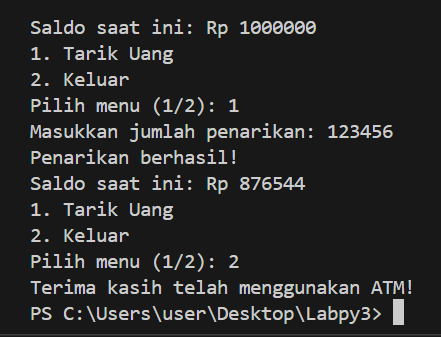 Saldo saat ini: Rp 1000000
1. Tarik Uang
2. Keluar
Pilih menu (1/2): 1
Masukkan jumlah penarikan: 123456
Penarikan berhasil!
Saldo saat ini: Rp 876544
1. Tarik Uang
2. Keluar
Pilih menu (1/2): 2
Terima kasih telah menggunakan ATM!
PS C:\Users\user\Desktop\Labpy3>